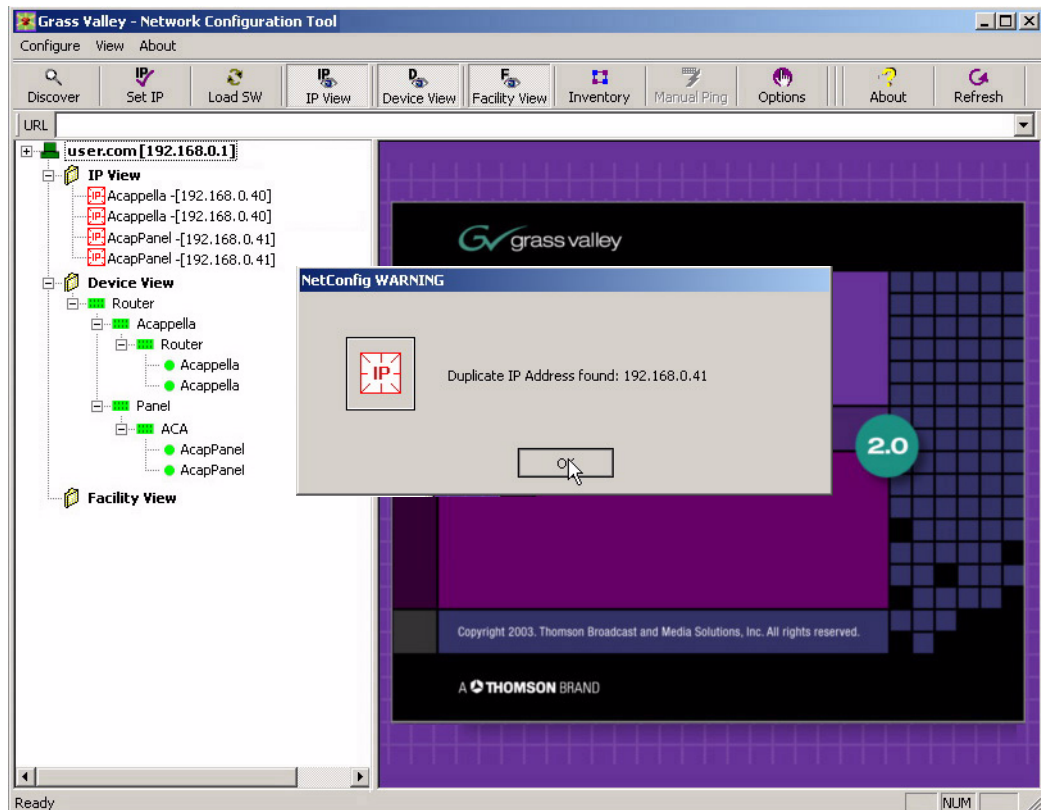 Grass Valley - Network Configuration Tool
Configure View About
Discover Set IP Load SW IP View Device View Facility View Inventory Manual Ping Options About Refresh
URL
user.com [192.168.0.1]
IP View
Acappella -[192.168.0.40]
Acappella -[192.168.0.40]
AcapPanel -[192.168.0.41]
AcapPanel -[192.168.0.41]
Device View
Router
Acappella
Router
Acappella
Acappella
Panel
ACA
AcapPanel
AcapPanel
Facility View
GV grass valley
NetConfig WARNING
IP
Duplicate IP Address found: 192.168.0.41
OK
2.0
Copyright 2003. Thomson Broadcast and Media Solutions, Inc. All rights reserved.
A THOMSON BRAND
Ready
NUM